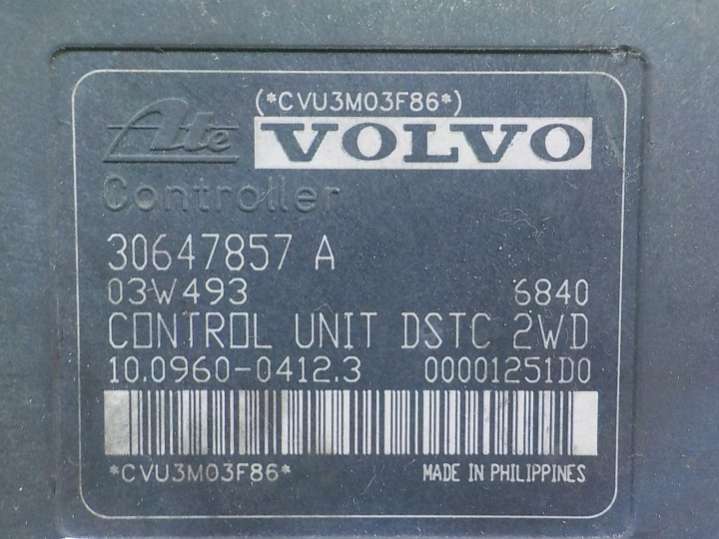 (*CVU3M03F86*)
Ate VOLVO
Controller
30647857 A
03W493 6840
CONTROL UNIT DSTC 2WD
10.0960-0412.3 00001251D0
*CVU3M03F86* MADE IN PHILIPPINES